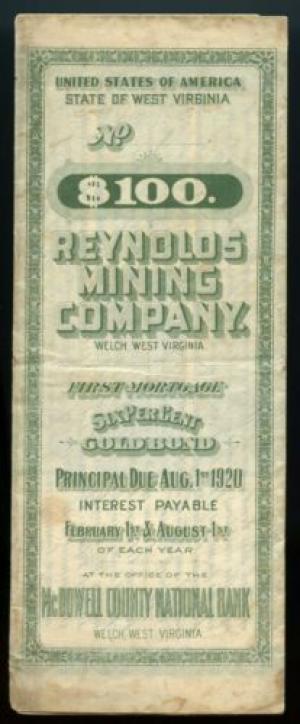 UNITED STATES OF AMERICA
STATE OF WEST VIRGINIA
No
$100.
REYNOLDS
MINING
COMPANY.
WELCH WEST VIRGINIA
FIRST MORTGAGE
SIX PER CENT
GOLD BOND
PRINCIPAL DUE AUG. 1ST 1920
INTEREST PAYABLE
FEBRUARY 1ST & AUGUST 1ST
OF EACH YEAR
AT THE OFFICE OF THE
McDOWELL COUNTY NATIONAL BANK
WELCH, WEST VIRGINIA